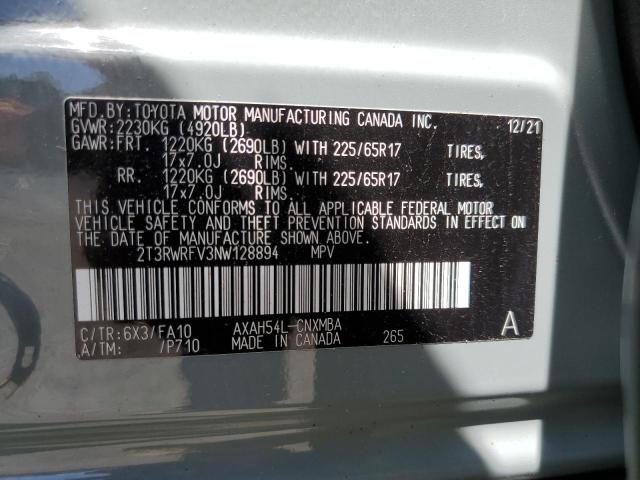 MFD.BY:TOYOTA MOTOR MANUFACTURING CANADA INC. 12/21
GVWR:2230KG (4920LB)
GAWR:FRT. 1220KG (2690LB) WITH 225/65R17 TIRES,
17x7.0J RIMS.
RR. 1220KG (2690LB) WITH 225/65R17 TIRES,
17x7.0J RIMS.
THIS VEHICLE CONFORMS TO ALL APPLICABLE FEDERAL MOTOR
VEHICLE SAFETY AND THEFT PREVENTION STANDARDS IN EFFECT ON
THE DATE OF MANUFACTURE SHOWN ABOVE.
2T3RWRFV3NW128894 MPV
C/TR:6X3/FA10 AXAH54L-CNXMBA A
A/TM: /P710 MADE IN CANADA 265